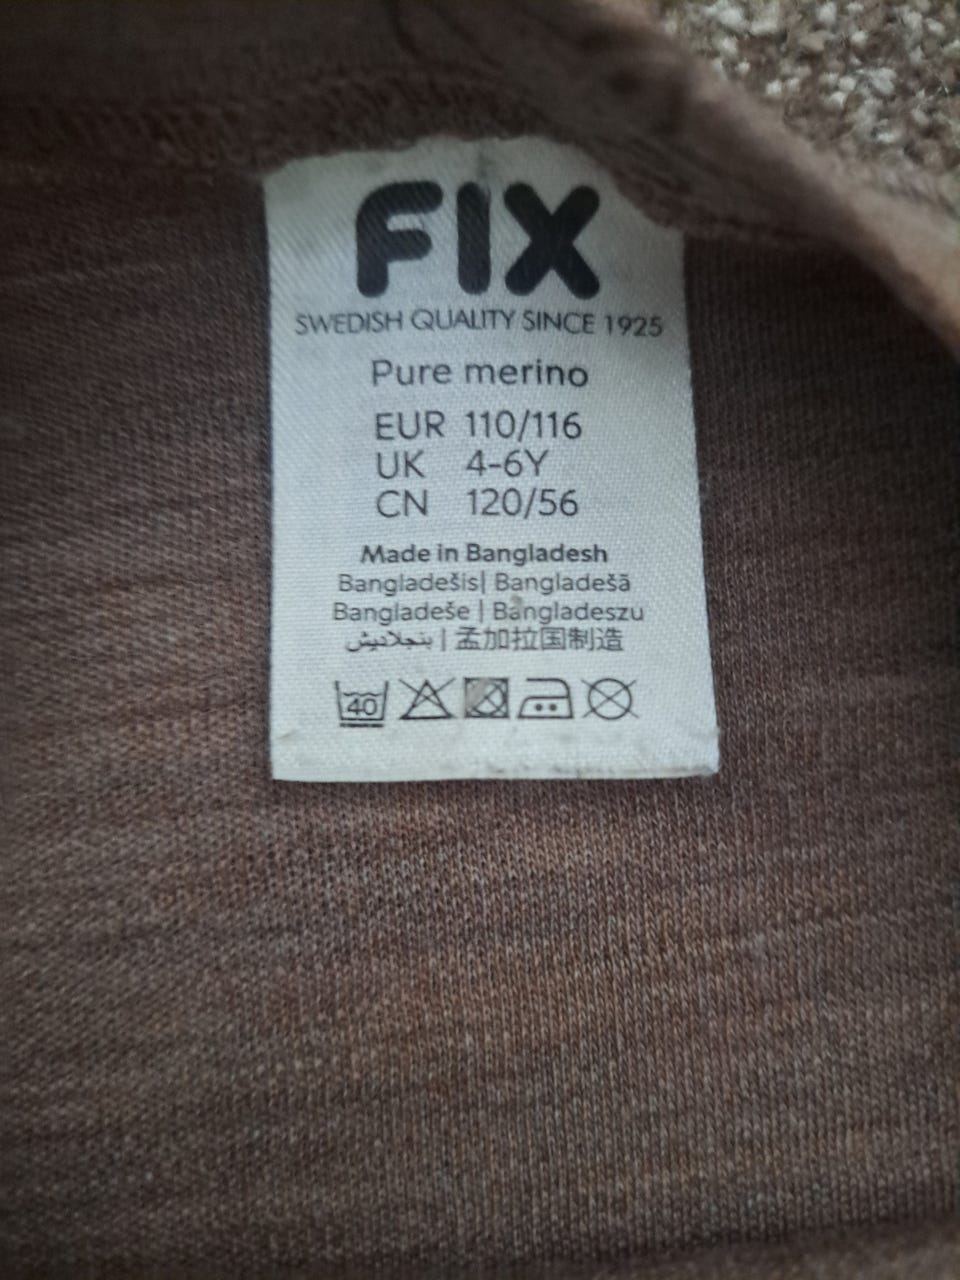 FIX
SWEDISH QUALITY SINCE 1925
Pure merino
EUR 110/116
UK 4-6Y
CN 120/56
Made in Bangladesh
Bangladešis| Bangladešā
Bangladeše | Bangladeszu
بنجلاديش | 孟加拉国制造
40